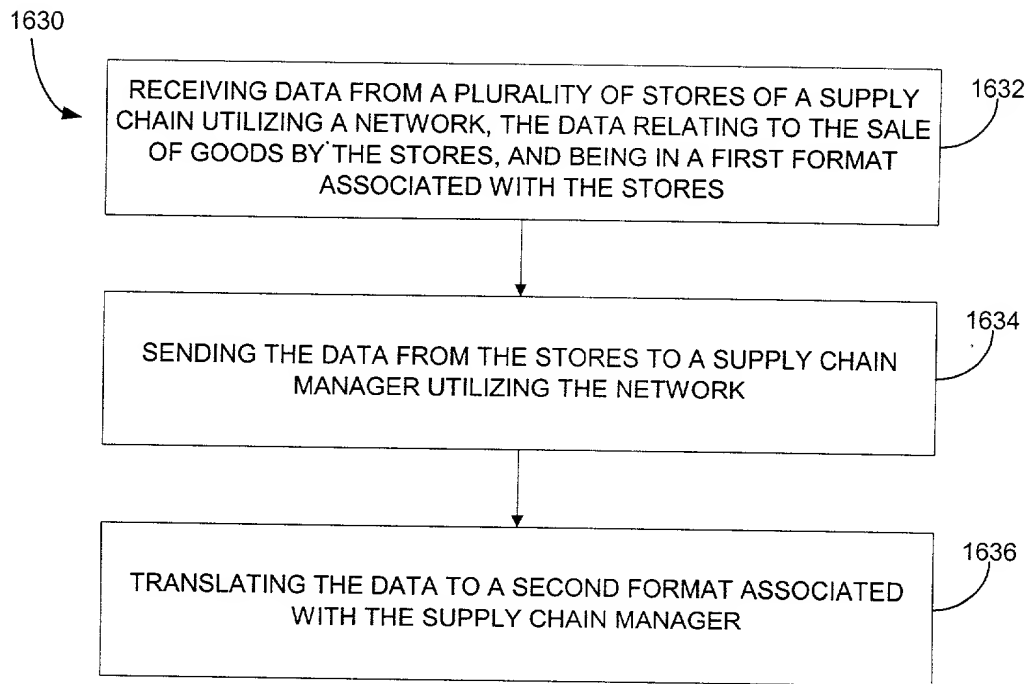 1630
RECEIVING DATA FROM A PLURALITY OF STORES OF A SUPPLY
CHAIN UTILIZING A NETWORK, THE DATA RELATING TO THE SALE
OF GOODS BY THE STORES, AND BEING IN A FIRST FORMAT
ASSOCIATED WITH THE STORES
1632
SENDING THE DATA FROM THE STORES TO A SUPPLY CHAIN
MANAGER UTILIZING THE NETWORK
1634
TRANSLATING THE DATA TO A SECOND FORMAT ASSOCIATED
WITH THE SUPPLY CHAIN MANAGER
1636